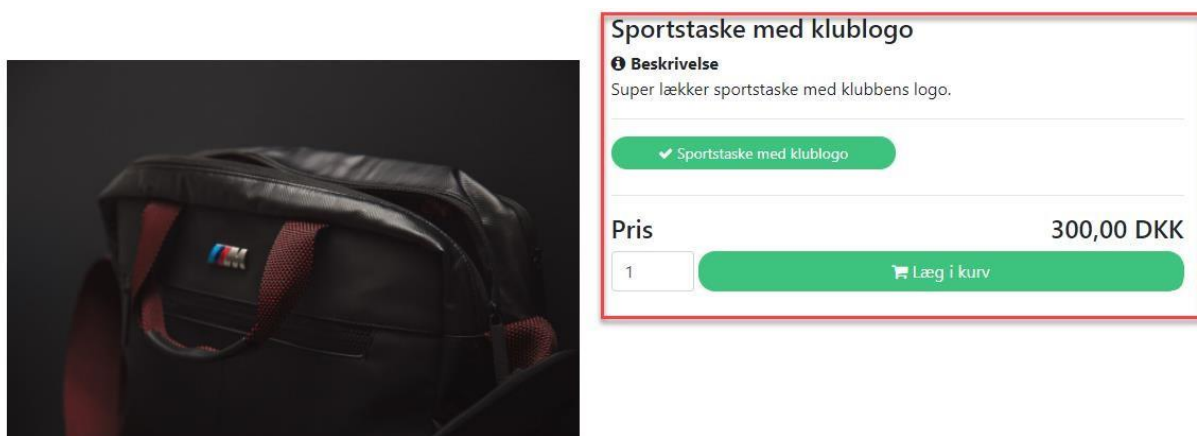 Sportstaske med klublogo
Beskrivelse
Super lækker sportstaske med klubbens logo.
Sportstaske med klublogo
Pris 300,00 DKK
1 Læg i kurv
M